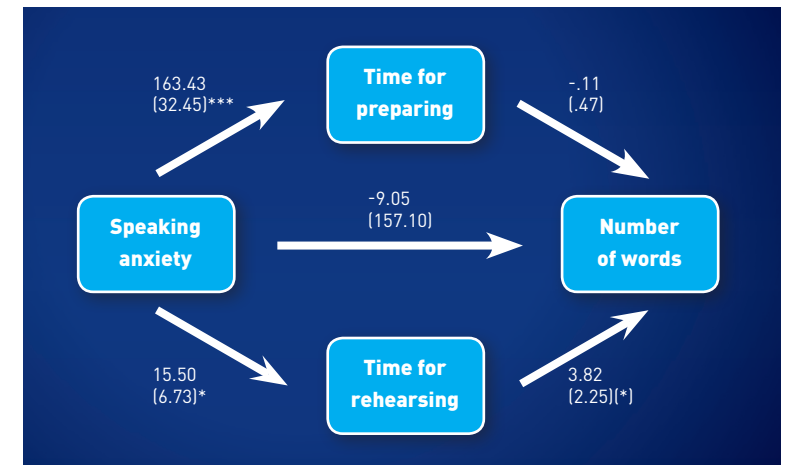 163.43
(32.45)***
Time for
preparing
-.11
(.47)
Speaking
anxiety
-9.05
(157.10)
Number
of words
15.50
(6.73)*
Time for
rehearsing
3.82
(2.25)(*)